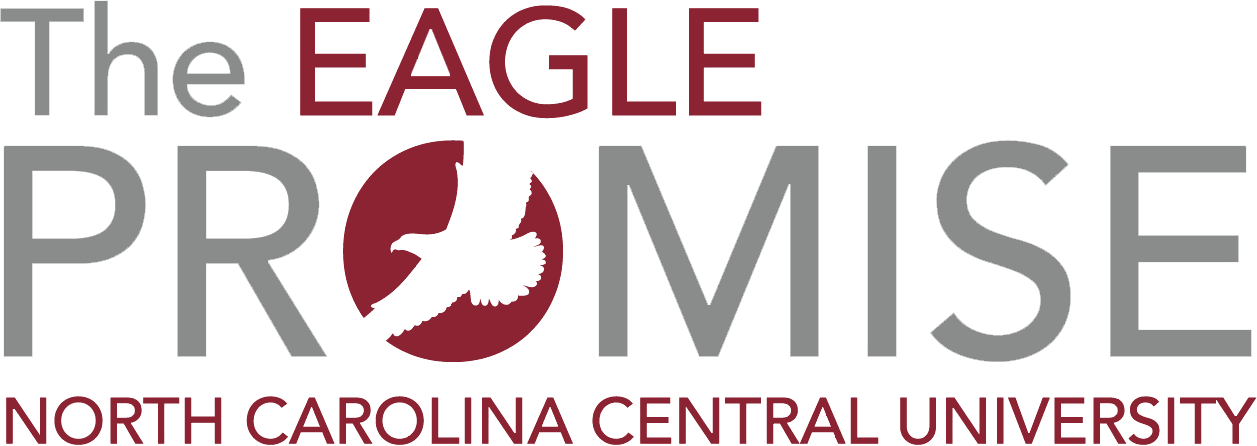 The EAGLE
PROMISE
NORTH CAROLINA CENTRAL UNIVERSITY